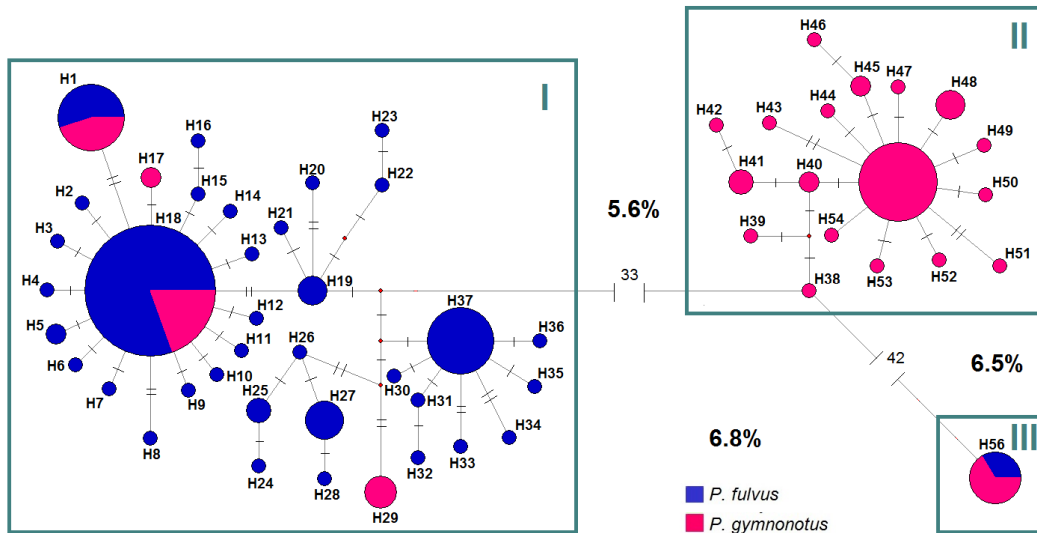 H46
II
H1
I
H45
H47
H48
H16
H23
H44
H42
H43
H49
H17
H20
H22
H41
H40
H2
H15
H14
H21
H50
H18
5.6%
H3
H13
H39
H54
H51
H4
H19
33
H53
H52
H38
H12
H37
H5
H26
H36
H11
42
H6
H10
H30
H35
6.5%
H7
H9
H25
H27
H31
H34
III
H8
6.8%
H56
H32
H33
H24
H28
P. fulvus
H29
P. gymnonotus